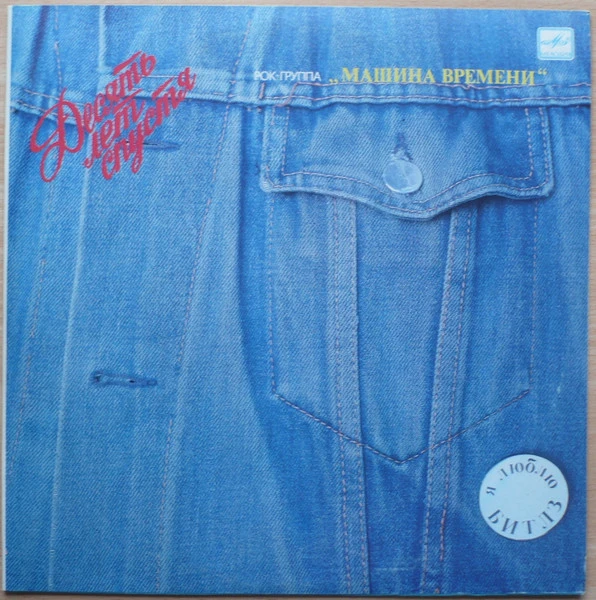 Десять
лет
спустя
РОК-ГРУППА „МАШИНА ВРЕМЕНИ“
Я ЛЮБЛЮ
БИТЛЗ